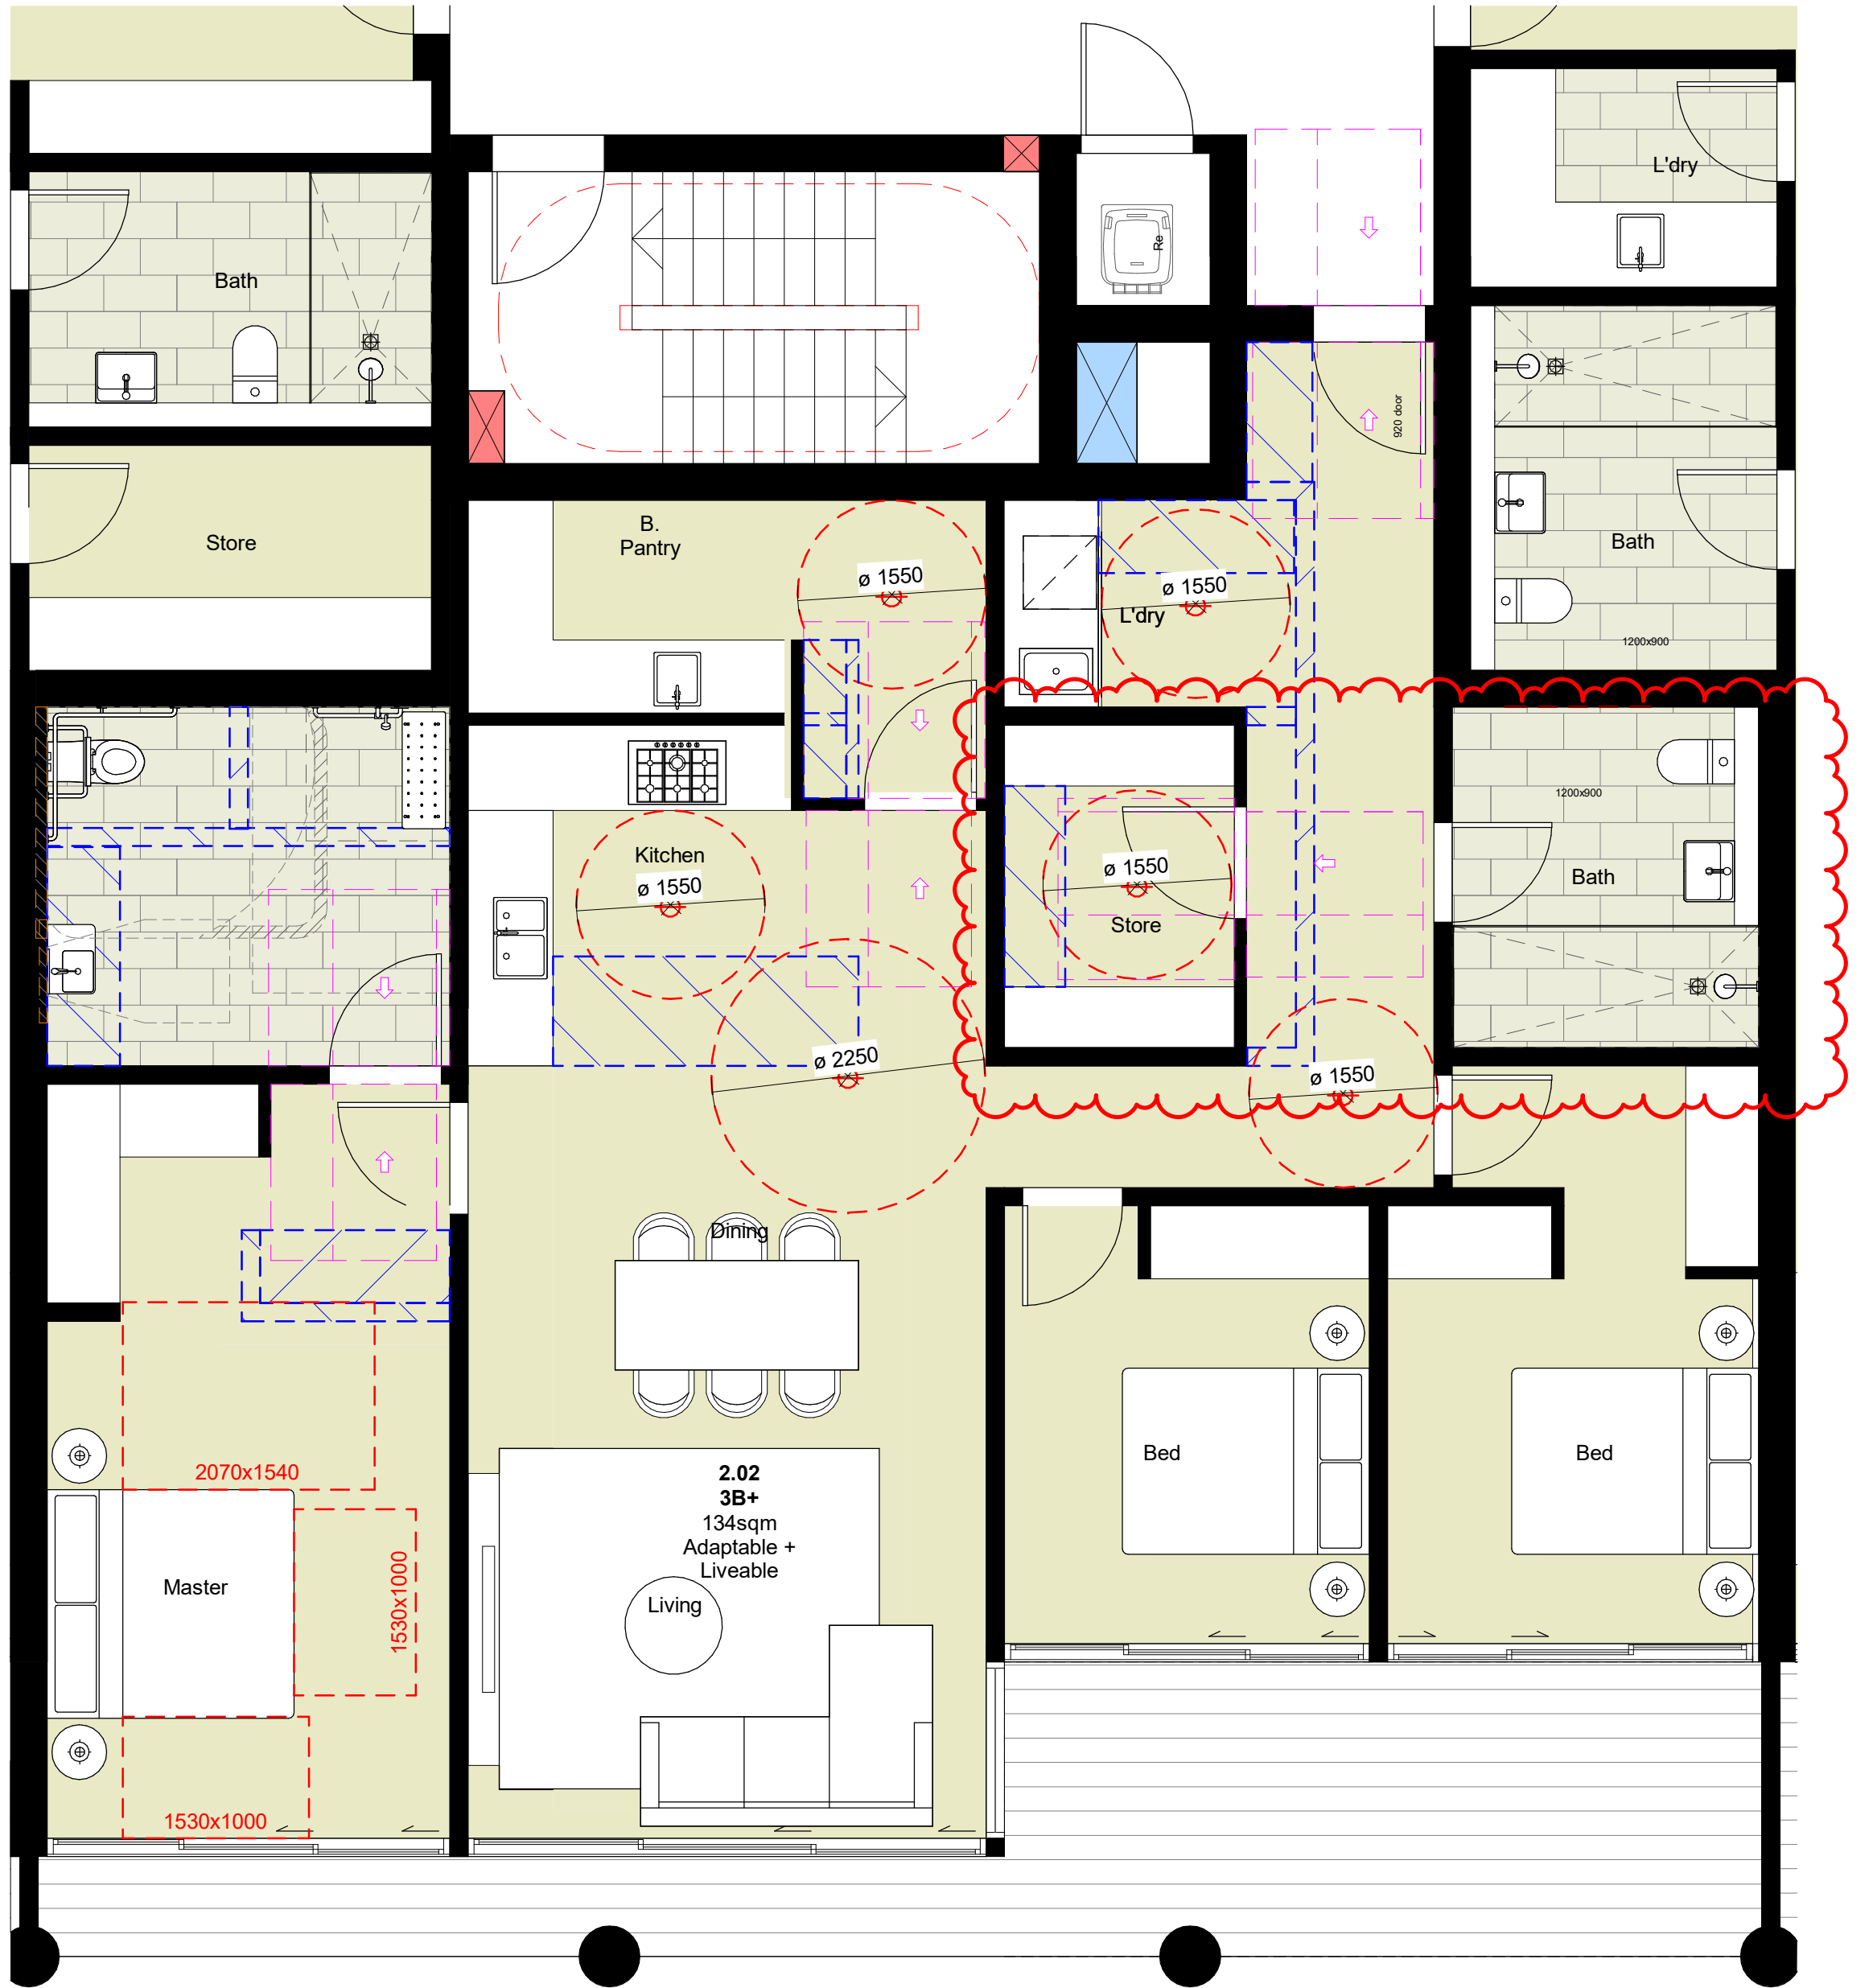 L'dry
Re
Bath
920 door
Store
B.
Pantry
ø 1550
ø 1550
L'dry
Bath
1200x900
1200x900
Kitchen
ø 1550
ø 1550
Store
Bath
ø 2250
ø 1550
Dining
2070x1540
Bed
Bed
2.02
3B+
134sqm
Adaptable +
Liveable
Master
1530x1000
Living
1530x1000